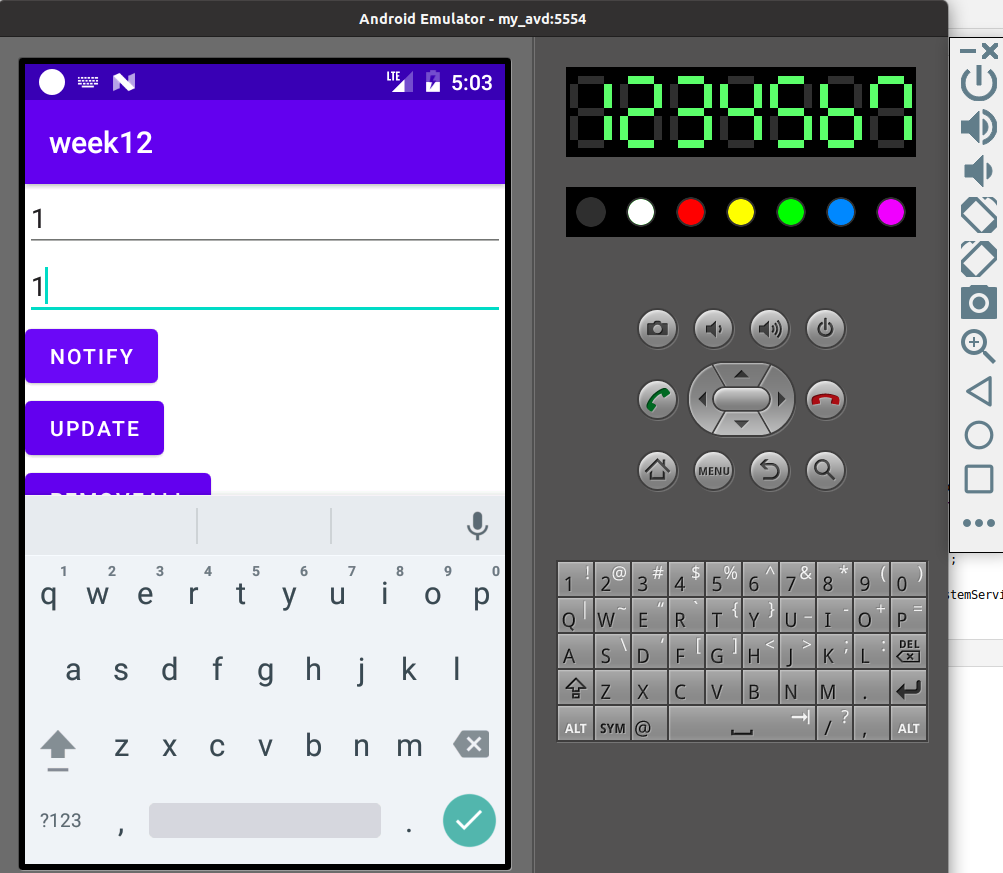 Android Emulator - my_avd:5554
LTE 5:03
week12
1
1
NOTIFY
UPDATE
REMOVEALL
1 2 3 4 5 6 7 8 9 0
q w e r t y u i o p
a s d f g h j k l
z x c v b n m
?123 , .
1234567
MENU
1 ! 2 @ 3 # 4 $ 5 % 6 ^ 7 & 8 * 9 ( 0 )
Q | W ~ E “ R ` T { Y } U _ I - O + P =
A S \ D ‘ F [ G ] H < J > K ; L : DEL
Z X C V B N M .
ALT SYM @ / ? , ALT
;
stemServi